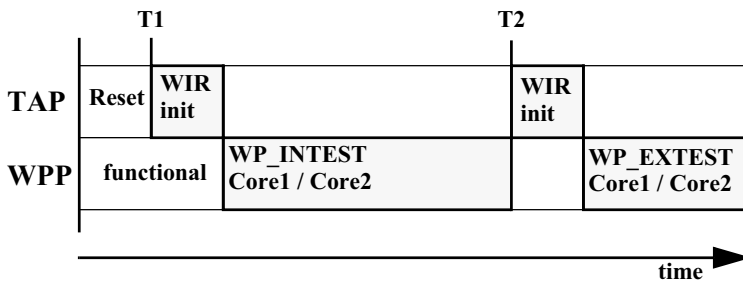 T1 T2
TAP Reset WIR init WIR init
WPP functional WP_INTEST Core1 / Core2 WP_EXTEST Core1 / Core2
time